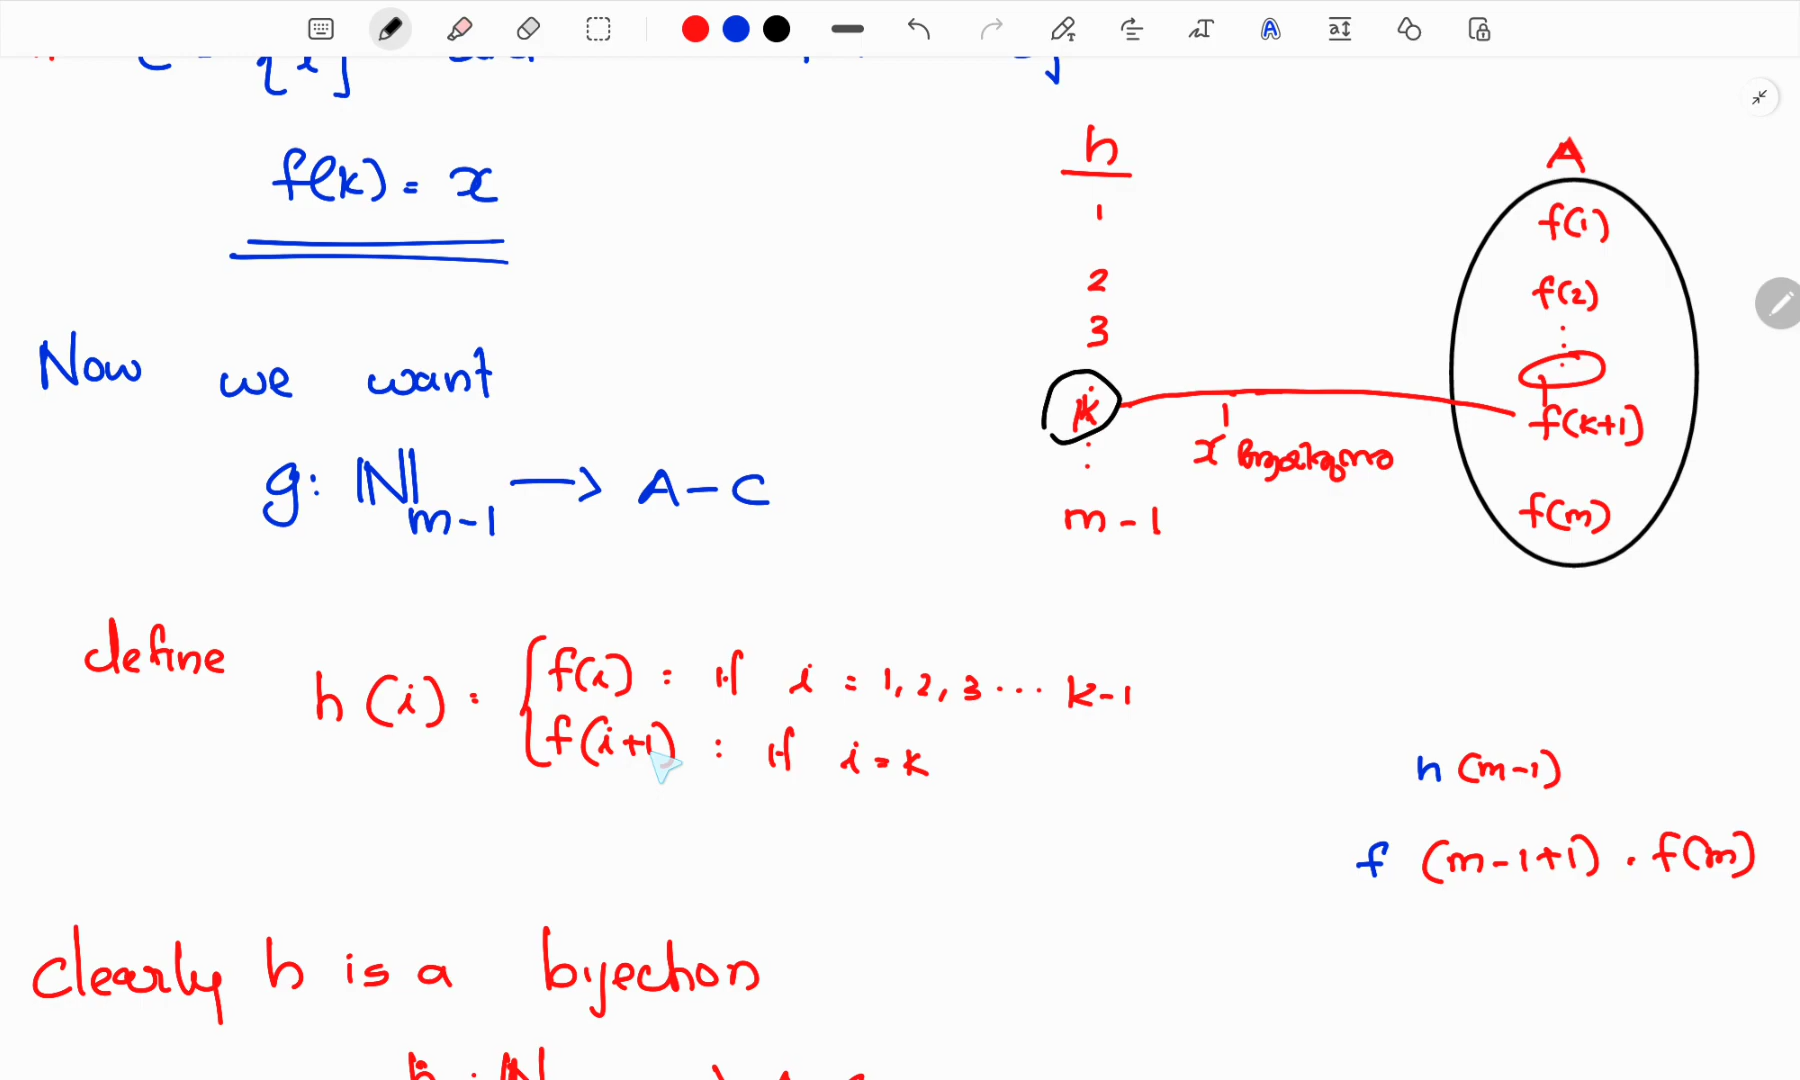 f(k) = x
Now we want
g: ℕ_{m-1} → A - C
h
1
2
3
k
⋮
m - 1
A
f(1)
f(2)
⋮
f(k+1)
f(m)
define h(i) = { f(i) : if i = 1, 2, 3 ... k-1
f(i+1) : if i = k
h (m-1)
f (m-1+1) = f(m)
clearly h is a bijection